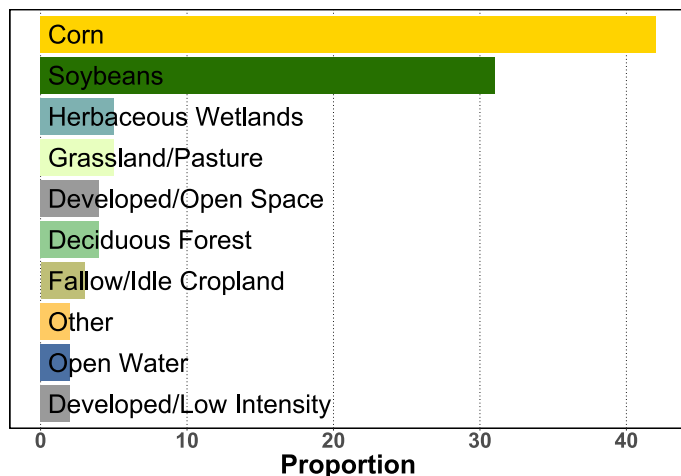 Corn
Soybeans
Herbaceous Wetlands
Grassland/Pasture
Developed/Open Space
Deciduous Forest
Fallow/Idle Cropland
Other
Open Water
Developed/Low Intensity
0 10 20 30 40
Proportion